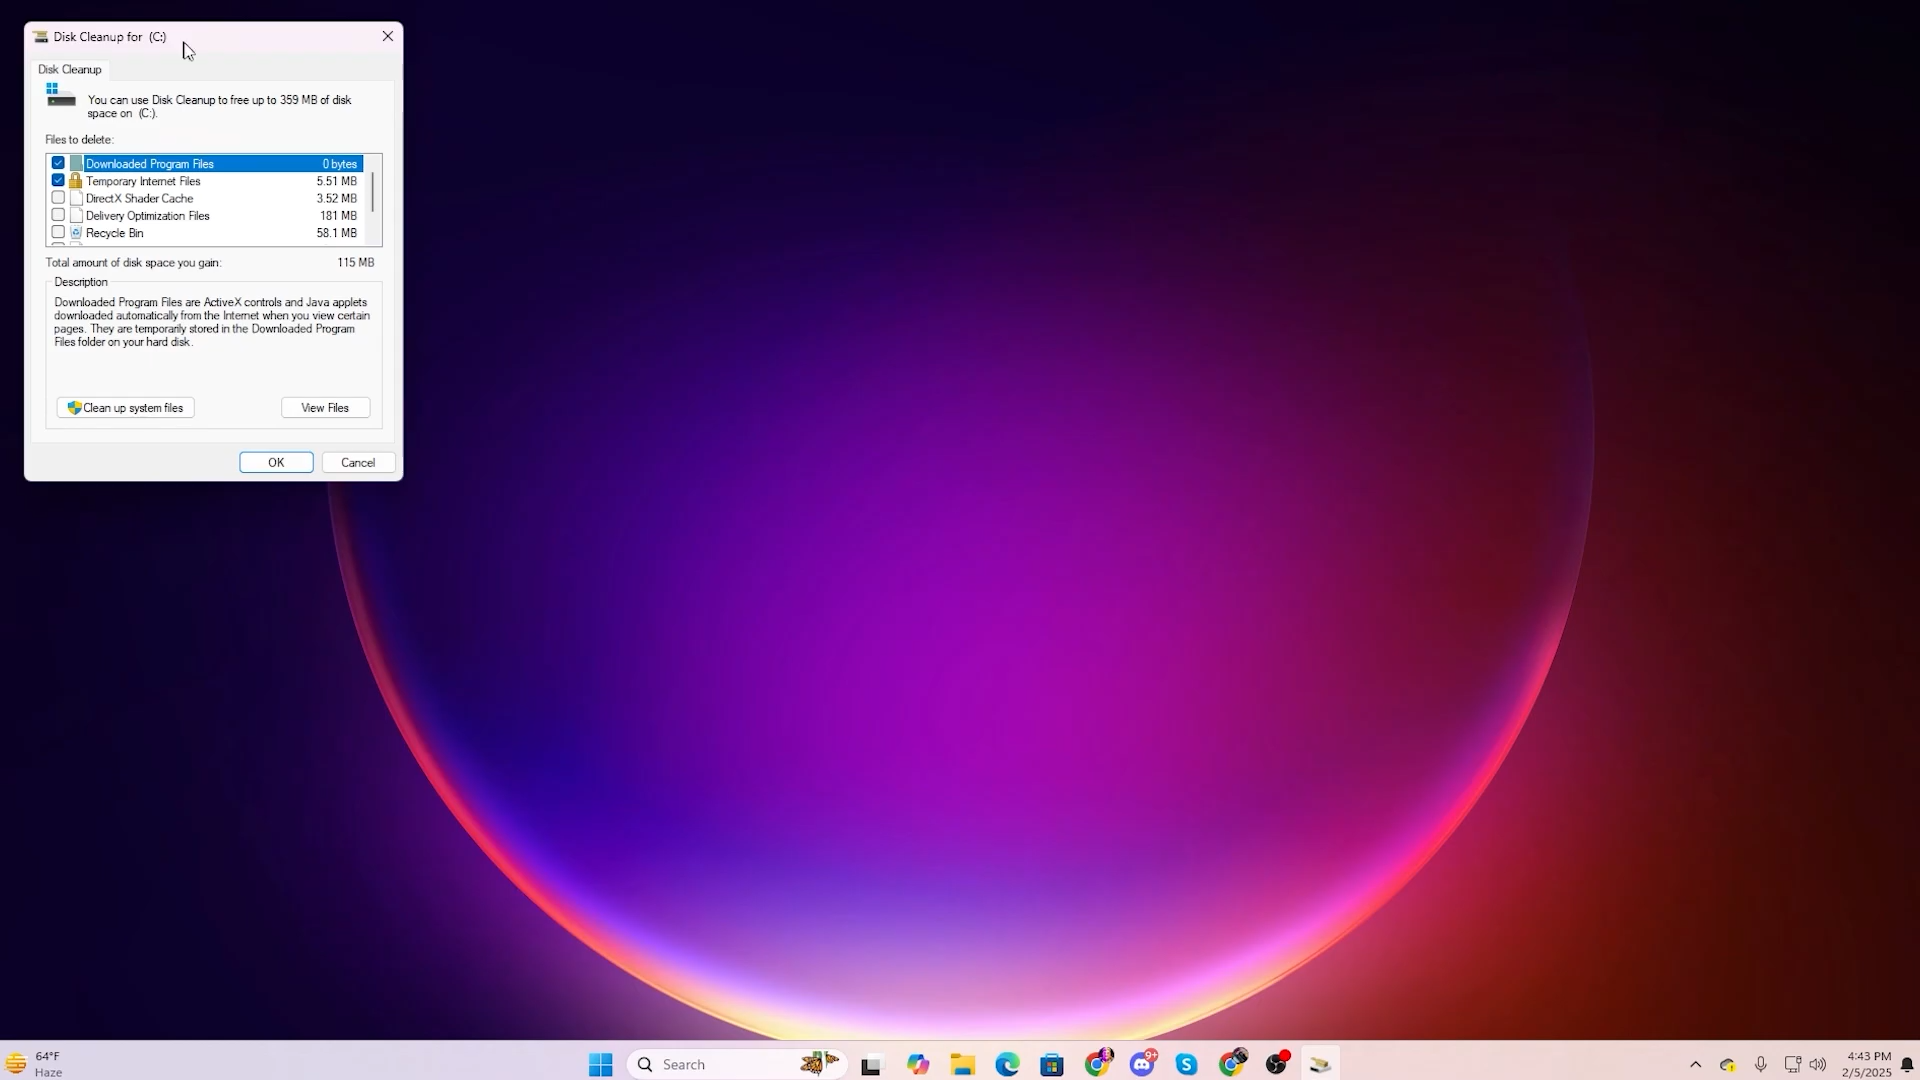 Disk Cleanup for  (C:)
Disk Cleanup
You can use Disk Cleanup to free up to 359 MB of disk
space on  (C:).
Files to delete:
Downloaded Program Files 0 bytes
Temporary Internet Files 5.51 MB
DirectX Shader Cache 3.52 MB
Delivery Optimization Files 181 MB
Recycle Bin 58.1 MB
Total amount of disk space you gain: 115 MB
Description
Downloaded Program Files are ActiveX controls and Java applets
downloaded automatically from the Internet when you view certain
pages. They are temporarily stored in the Downloaded Program
Files folder on your hard disk.
Clean up system files View Files
OK Cancel
64°F
Haze
Search
9+
4:43 PM
2/5/2025